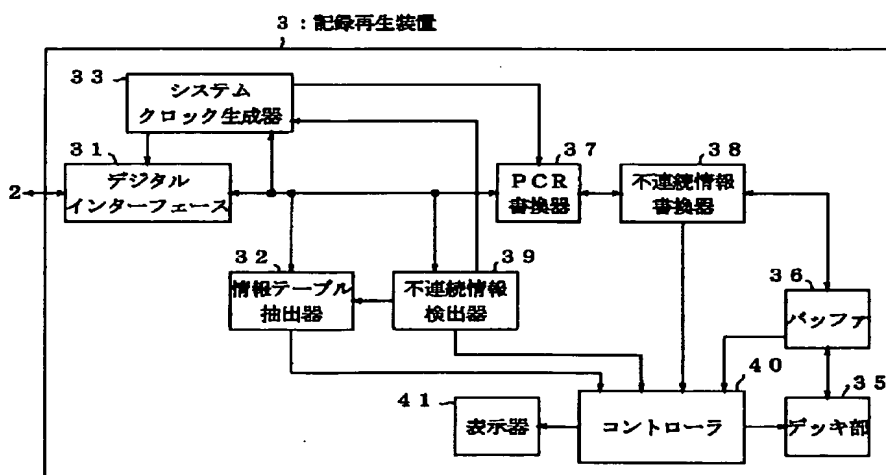 3：記録再生装置
33
システム
クロック生成器
31
デジタル
インターフェース
2
37
PCR
書換器
38
不連続情報
書換器
32
情報テーブル
抽出器
39
不連続情報
検出器
36
バッファ
40
コントローラ
35
デッキ部
41
表示器